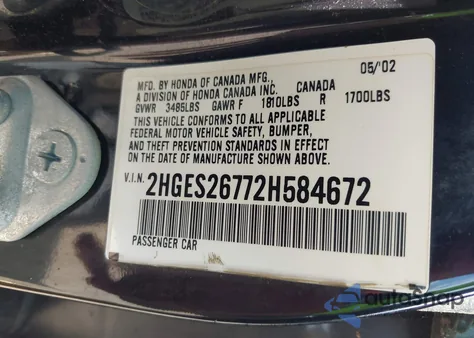 MFD. BY HONDA OF CANADA MFG., CANADA 05/'02
A DIVISION OF HONDA CANADA INC.
GVWR 3485LBS GAWR F 1810LBS R 1700LBS
THIS VEHICLE CONFORMS TO ALL APPLICABLE
FEDERAL MOTOR VEHICLE SAFETY, BUMPER,
AND THEFT PREVENTION STANDARDS IN EFFECT
ON THE DATE OF MANUFACTURE SHOWN ABOVE.
V.I.N. 2HGES26772H584672
PASSENGER CAR
autosnap